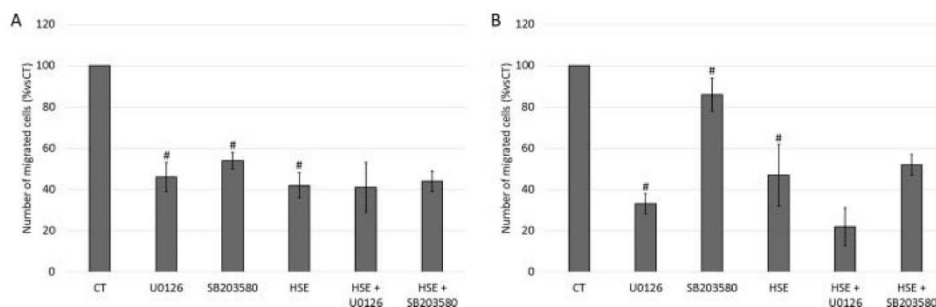 A
Number of migrated cells (%vsCT)
120
100
80
60
40
20
0
#
#
#
CT
U0126
SB203580
HSE
HSE +
U0126
HSE +
SB203580
B
Number of migrated cells (%vsCT)
120
100
80
60
40
20
0
#
#
#
CT
U0126
SB203580
HSE
HSE +
U0126
HSE +
SB203580